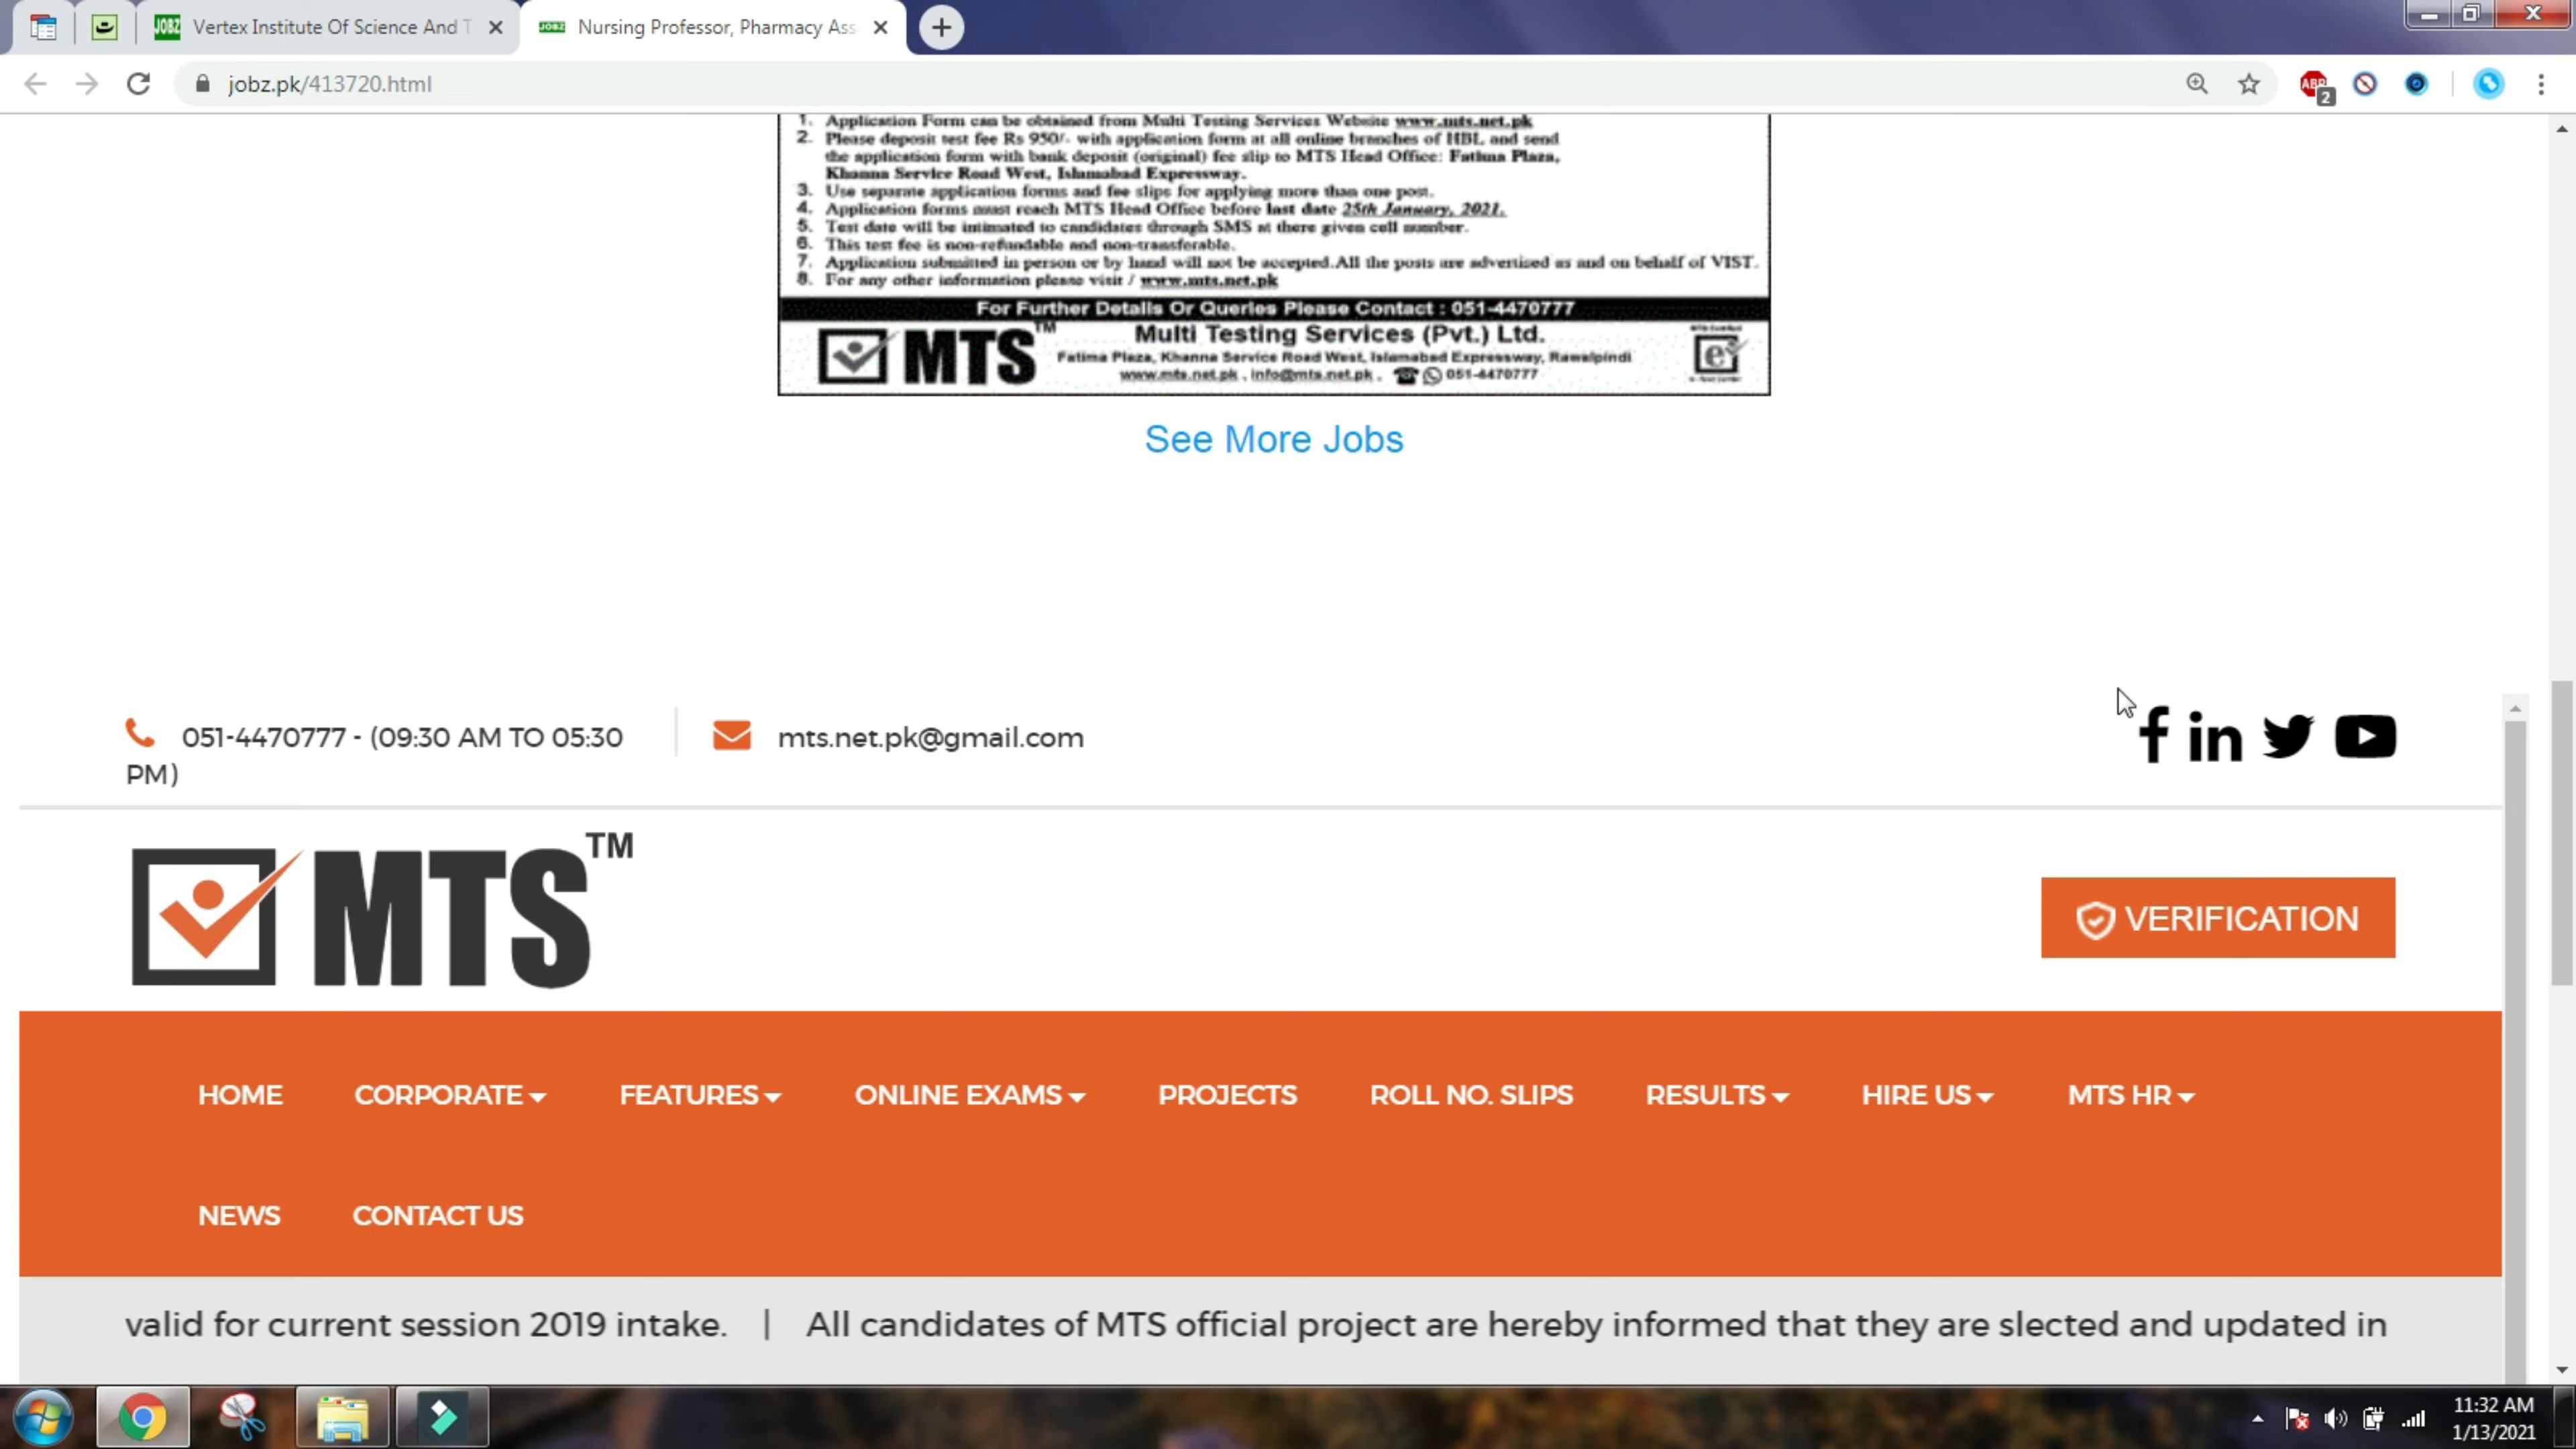 Vertex Institute Of Science And T
Nursing Professor, Pharmacy Ass
jobz.pk/413720.html
ABP
2
1. Application Form can be obtained from Multi Testing Services Website www.mts.net.pk
2. Please deposit test fee Rs 950/- with application form at all online branches of HBL and send
the application form with bank deposit (original) fee slip to MTS Head Office: Fatima Plaza,
Khanna Service Road West, Islamabad Expressway.
3. Use separate application forms and fee slips for applying more than one post.
4. Application forms must reach MTS Head Office before last date 25th January, 2021.
5. Test date will be intimated to candidates through SMS at there given cell number.
6. This test fee is non-refundable and non-transferable.
7. Application submitted in person or by hand will not be accepted.All the posts are advertised as and on behalf of VIST.
8. For any other information please visit / www.mts.net.pk
For Further Details Or Queries Please Contact : 051-4470777
MTS TM
Multi Testing Services (Pvt.) Ltd.
Fatima Plaza, Khanna Service Road West, Islamabad Expressway, Rawalpindi
www.mts.net.pk , info@mts.net.pk , 051-4470777
See More Jobs
051-4470777 - (09:30 AM TO 05:30
PM)
mts.net.pk@gmail.com
MTS TM
VERIFICATION
HOME CORPORATE FEATURES ONLINE EXAMS PROJECTS ROLL NO. SLIPS RESULTS HIRE US MTS HR
NEWS CONTACT US
valid for current session 2019 intake. | All candidates of MTS official project are hereby informed that they are slected and updated in
11:32 AM
1/13/2021